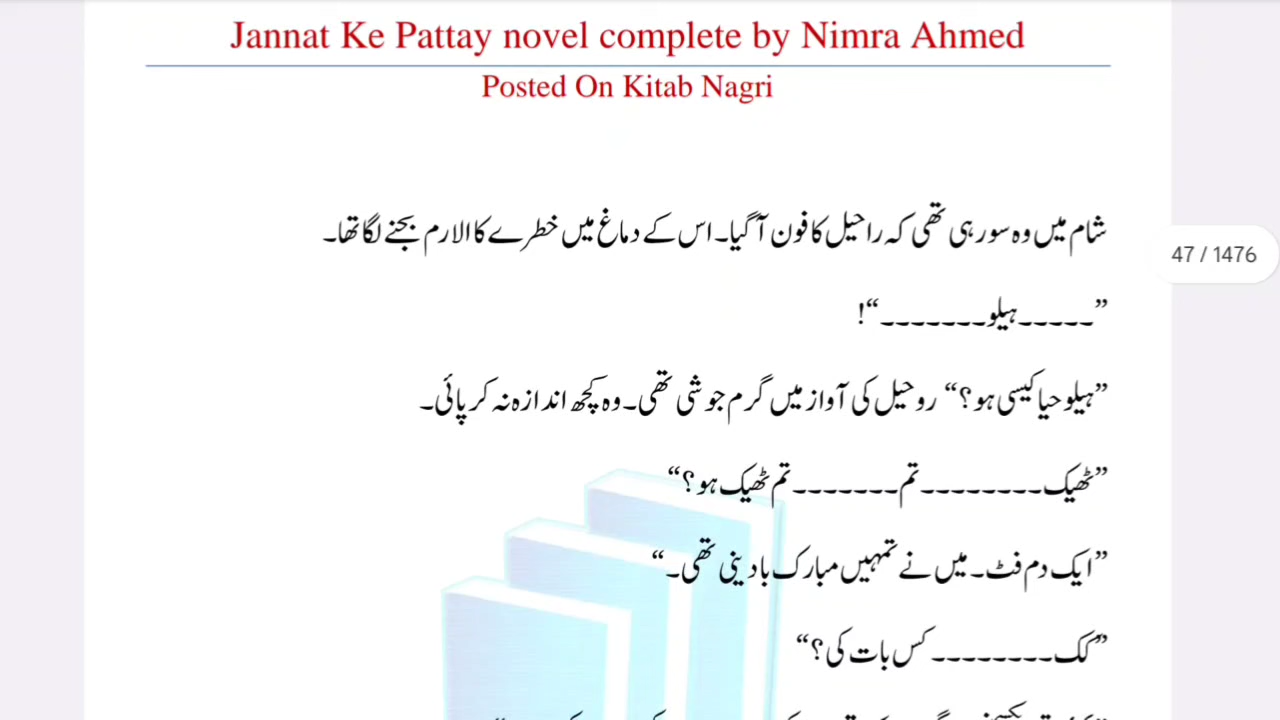 Jannat Ke Pattay novel complete by Nimra Ahmed
Posted On Kitab Nagri
شام میں وہ سو رہی تھی کہ راحیل کا فون آ گیا۔ اس کے دماغ میں خطرے کا الارم بجنے لگا تھا۔
47 / 1476
”۔۔۔۔۔ہیلو۔۔۔۔۔۔۔“!
”ہیلو حیا کیسی ہو؟“ روحیل کی آواز میں گرم جوشی تھی۔ وہ کچھ اندازہ نہ کر پائی۔
”ٹھیک۔۔۔۔۔۔۔۔تم۔۔۔۔۔۔۔تم ٹھیک ہو؟“
”ایک دم فٹ۔ میں نے تمہیں مبارک باد دینی تھی۔“
”کک۔۔۔۔۔۔۔۔ کس بات کی؟“